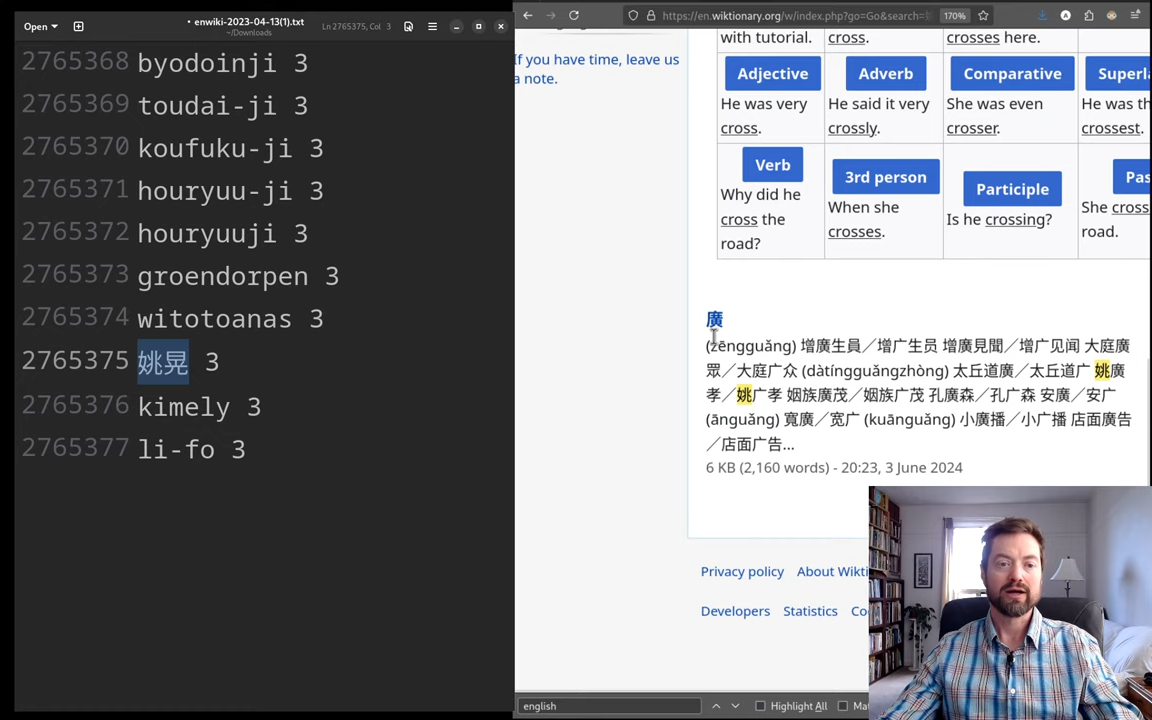 Open
enwiki-2023-04-13(1).txt
~/Downloads
Ln 2765375, Col 3
2765368 byodoinji 3
2765369 toudai-ji 3
2765370 koufuku-ji 3
2765371 houryuu-ji 3
2765372 houryuuji 3
2765373 groendorpen 3
2765374 witotoanas 3
2765375 姚晃 3
2765376 kimely 3
2765377 li-fo 3
https://en.wiktionary.org/w/index.php?go=Go&search=
170%
If you have time, leave us
a note.
with tutorial. cross. crosses here.
Adjective Adverb Comparative Superl
He was very He said it very She was even He was th
cross. crossly. crosser. crossest.
Verb 3rd person Participle Pas
Why did he When she Is he crossing? She cross
cross the crosses. road.
road?
廣
(zēngguǎng) 增廣生員／增广生员 增廣見聞／增广见闻 大庭廣
眾／大庭广众 (dàtíngguǎngzhòng) 太丘道廣／太丘道广 姚廣
孝／姚广孝 姻族廣茂／姻族广茂 孔廣森／孔广森 安廣／安广
(ānguǎng) 寬廣／宽广 (kuānguǎng) 小廣播／小广播 店面廣告
／店面广告...
6 KB (2,160 words) - 20:23, 3 June 2024
Privacy policy About Wikti
Developers Statistics Co
english
Highlight All Mat